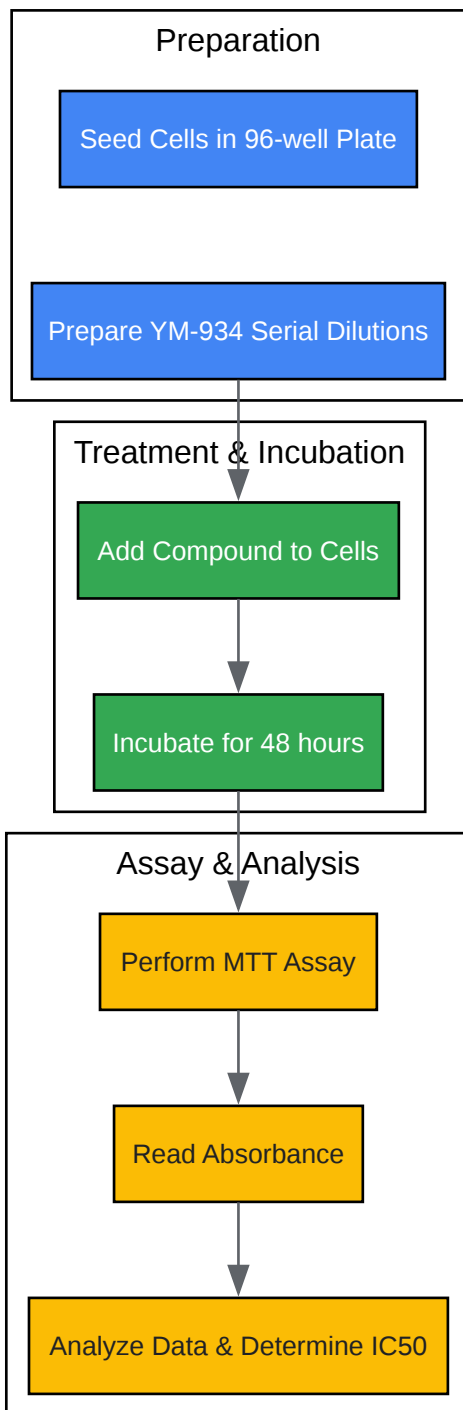 Preparation
Seed Cells in 96-well Plate
Prepare YM-934 Serial Dilutions
Treatment & Incubation
Add Compound to Cells
Incubate for 48 hours
Assay & Analysis
Perform MTT Assay
Read Absorbance
Analyze Data & Determine IC50